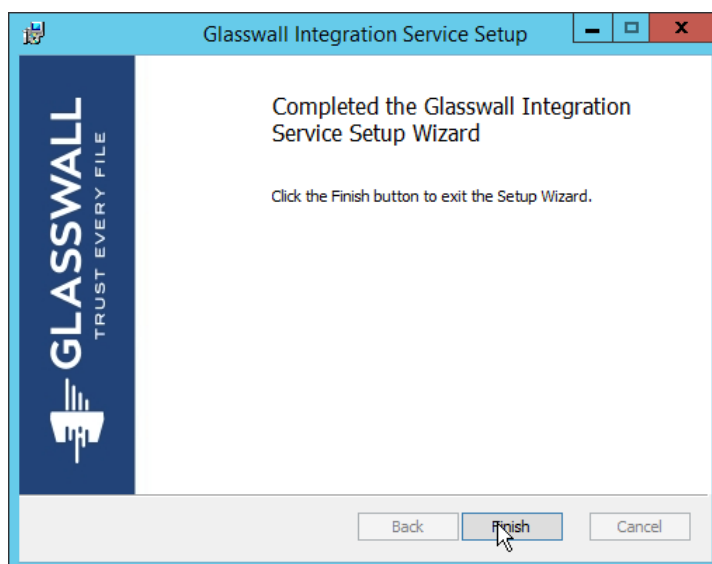 Glasswall Integration Service Setup
GLASSWALL
TRUST EVERY FILE
Completed the Glasswall Integration
Service Setup Wizard
Click the Finish button to exit the Setup Wizard.
Back
Finish
Cancel